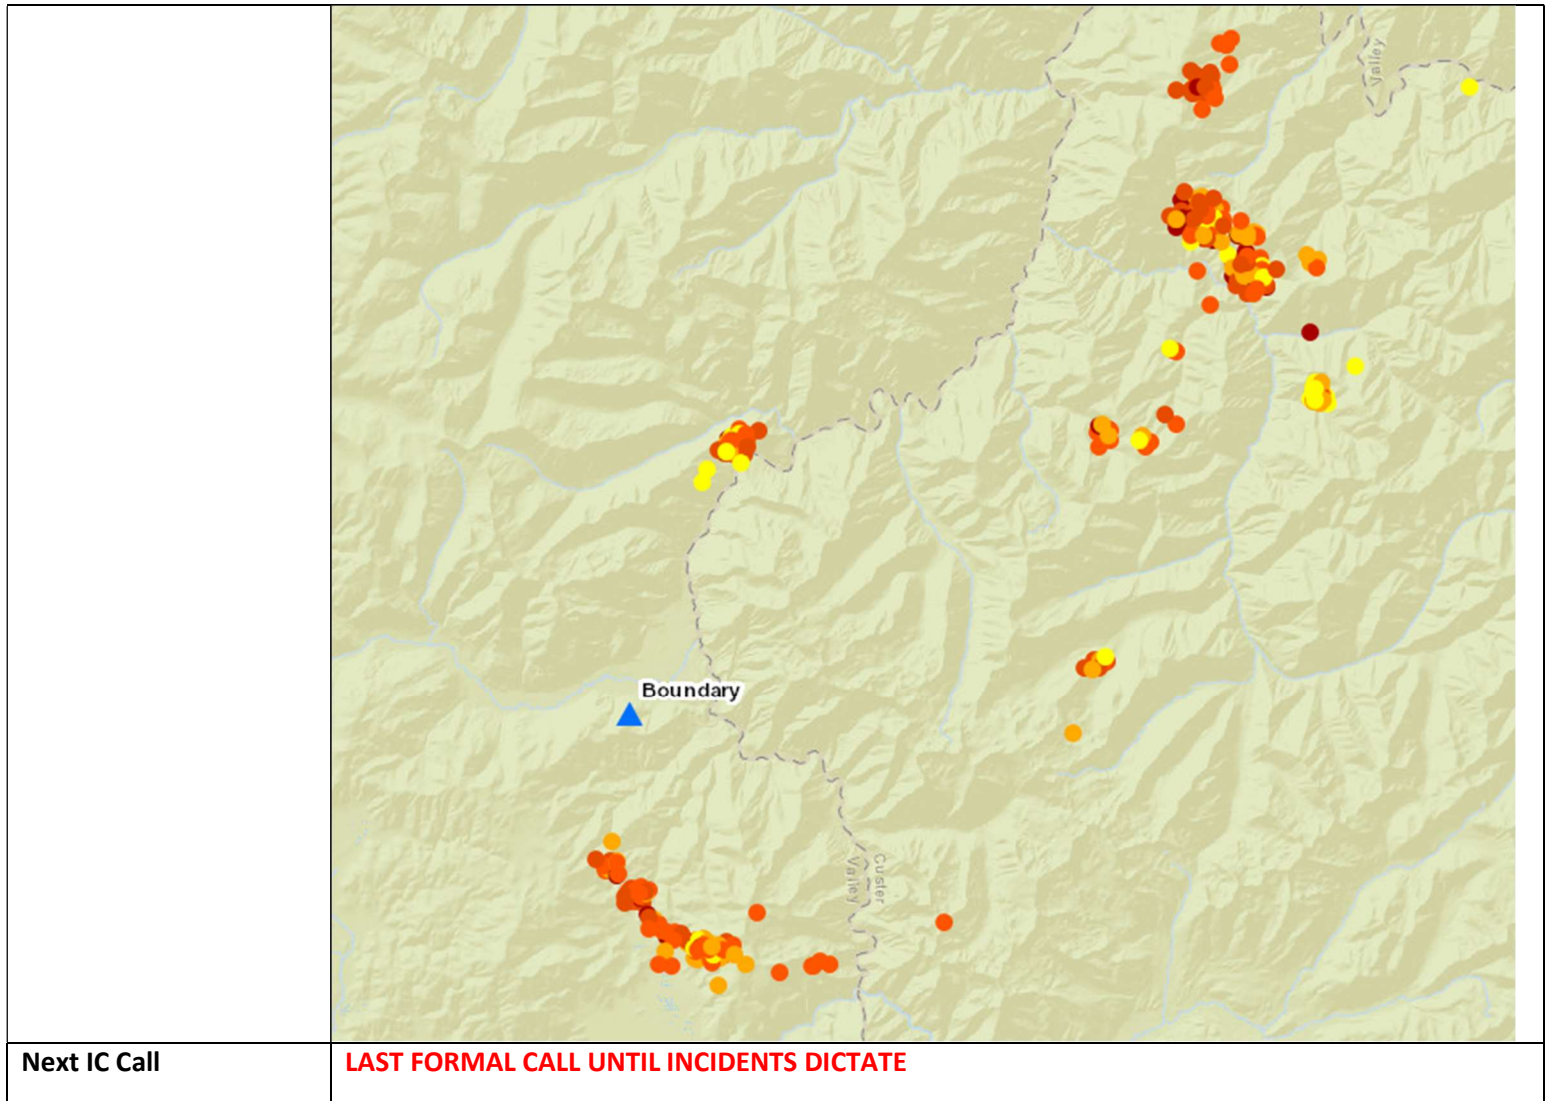 Valley
Boundary
Valley
Custer
Next IC Call
LAST FORMAL CALL UNTIL INCIDENTS DICTATE